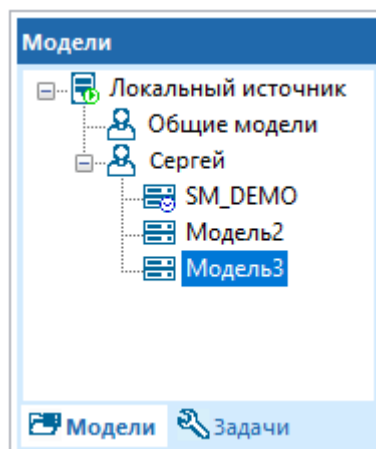 Модели
Локальный источник
Общие модели
Сергей
SM_DEMO
Модель2
Модель3
Модели Задачи